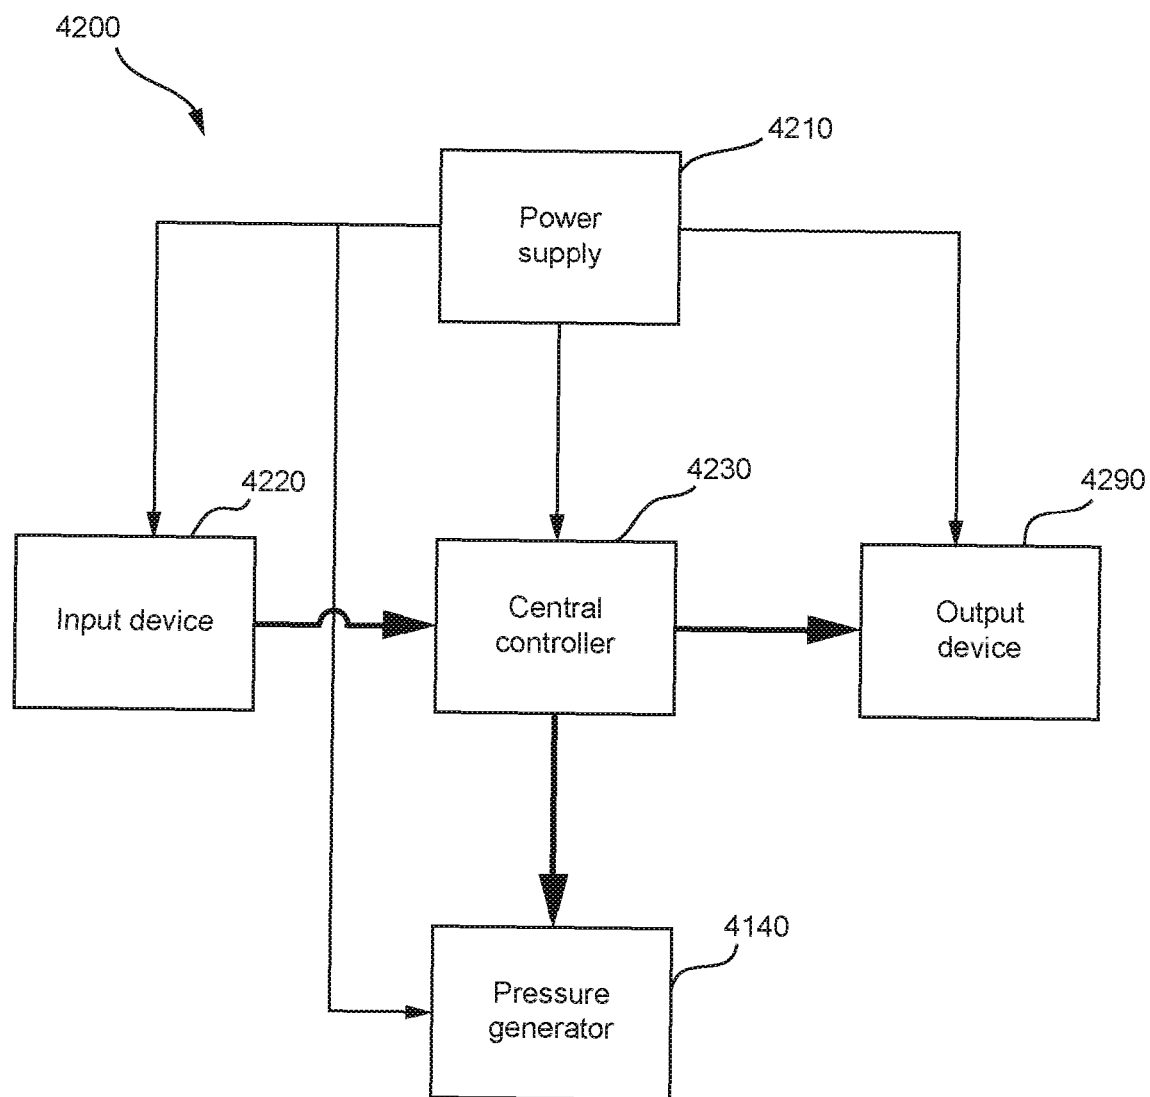 4200
4210
Power
supply
4220
4230
4290
Input device
Central
controller
Output
device
4140
Pressure
generator